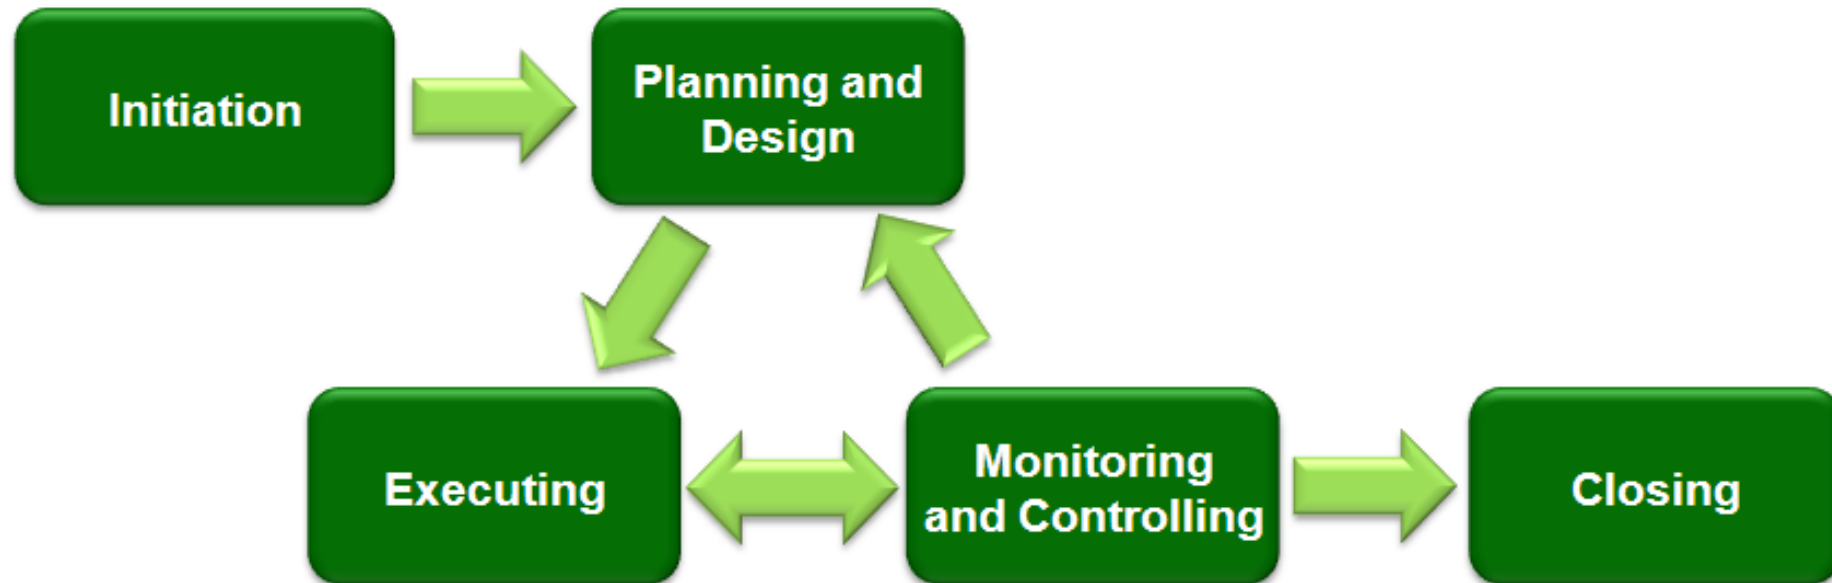 Initiation
Planning and
Design
Executing
Monitoring
and Controlling
Closing